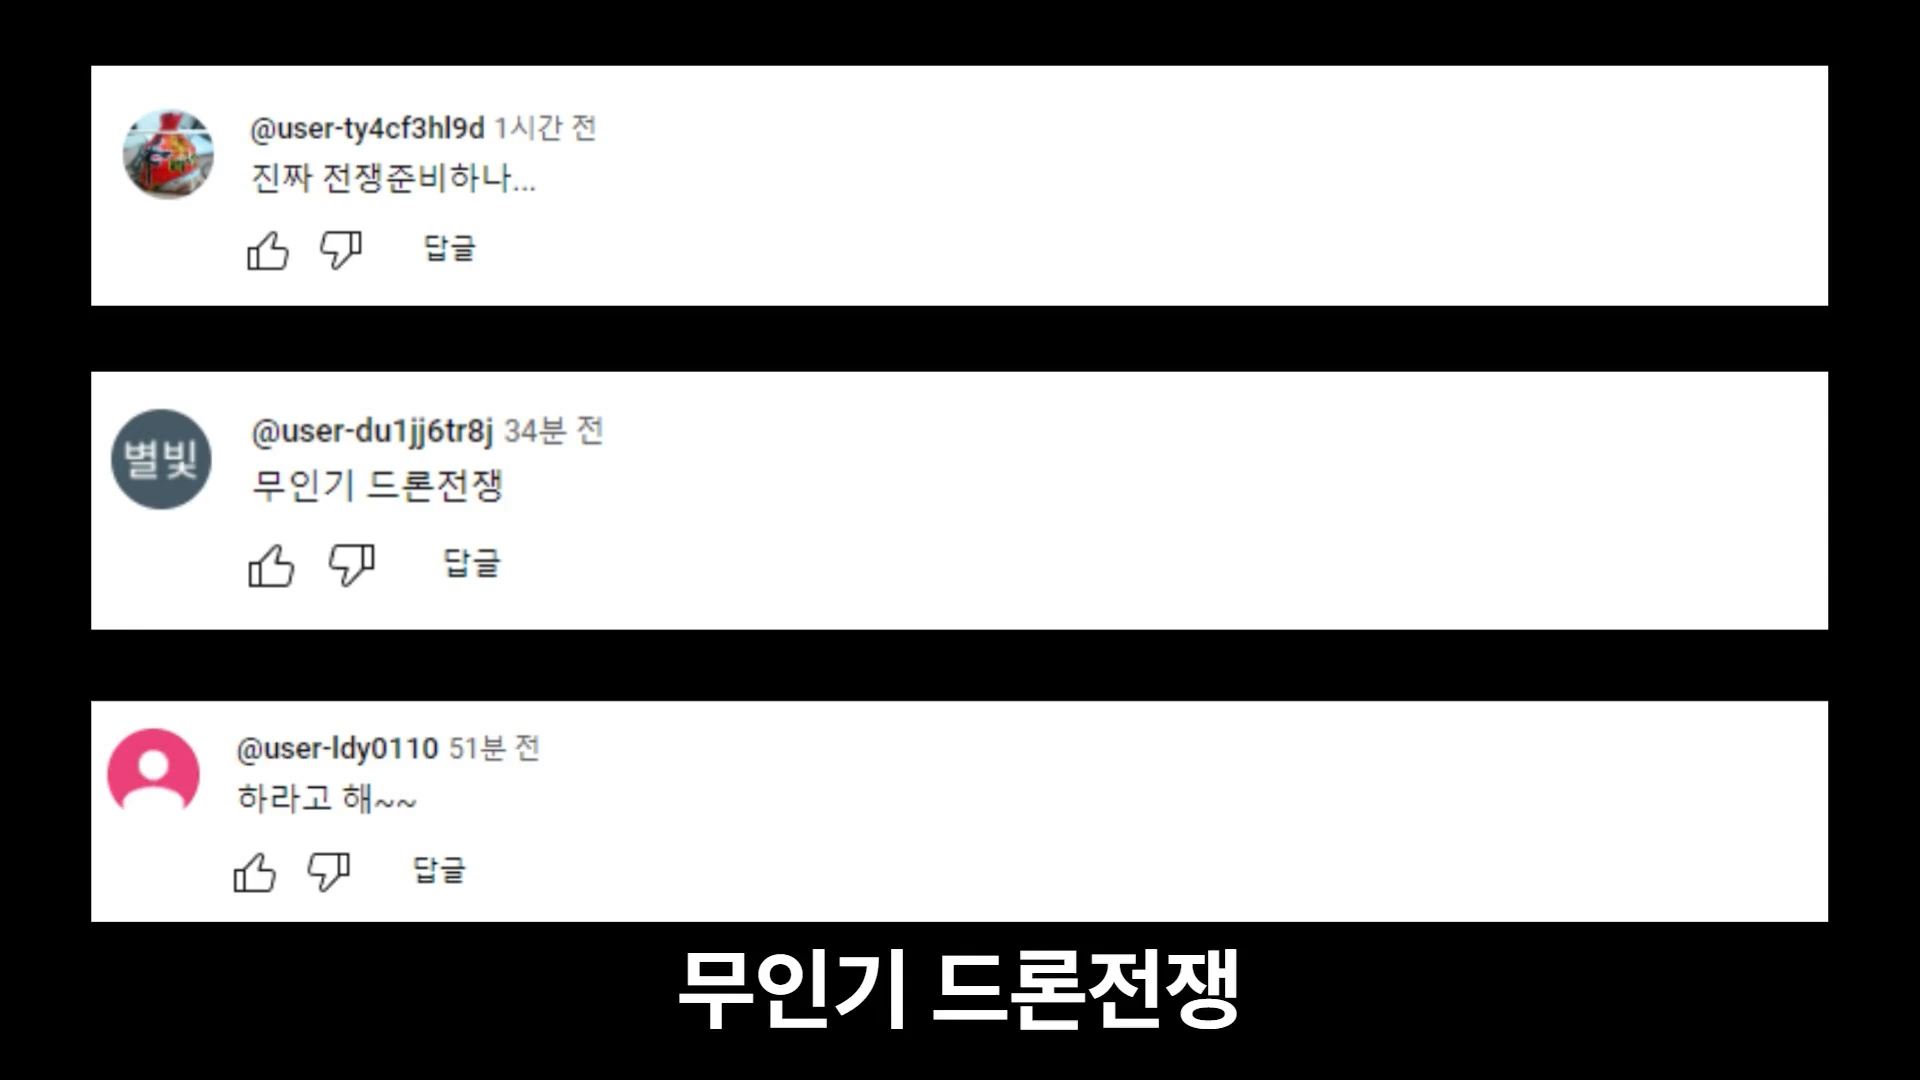 @user-ty4cf3hl9d 1시간 전
진짜 전쟁준비하나...
답글
별빛
@user-du1jj6tr8j 34분 전
무인기 드론전쟁
답글
@user-ldy0110 51분 전
하라고 해~~
답글
무인기 드론전쟁